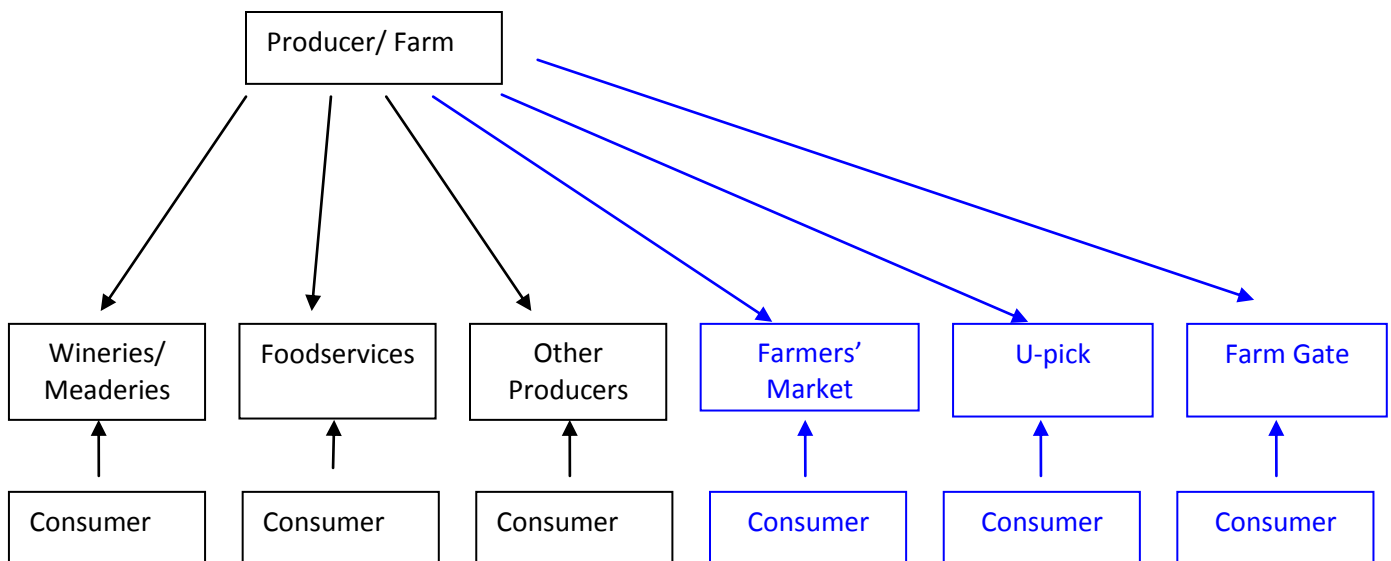 Producer/ Farm
Wineries/
Meaderies
Foodservices
Other
Producers
Farmers’
Market
U-pick
Farm Gate
Consumer
Consumer
Consumer
Consumer
Consumer
Consumer